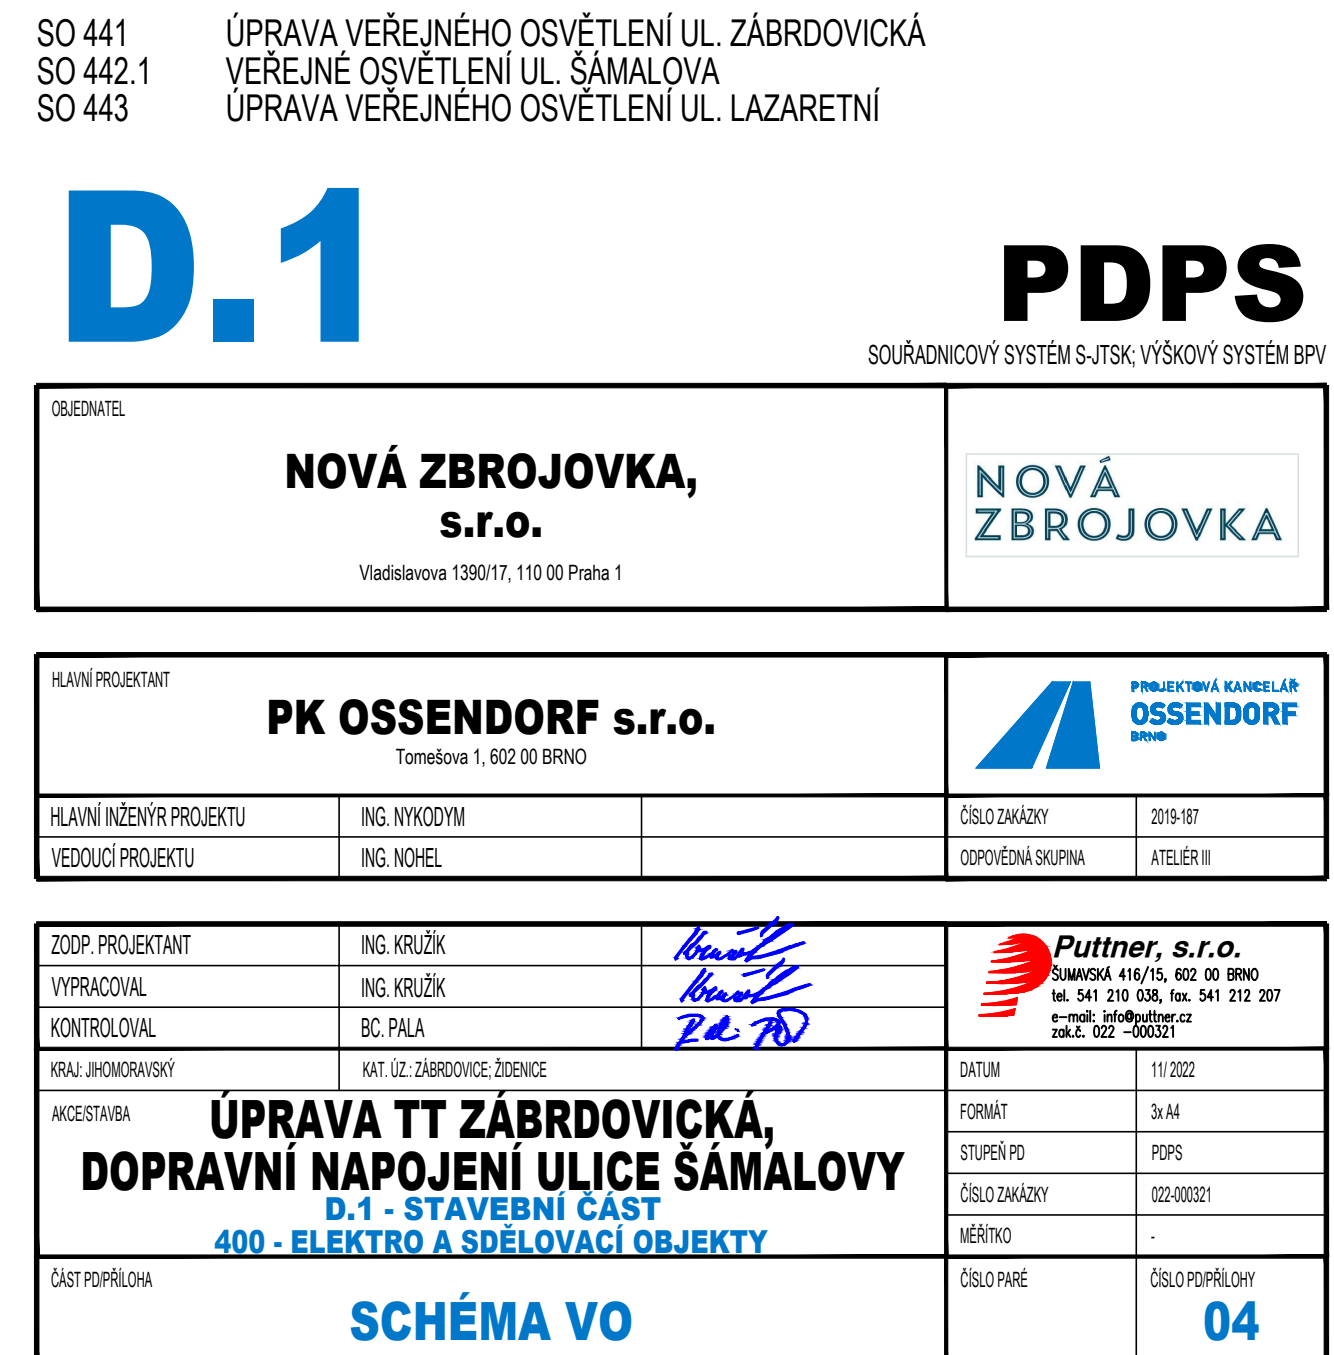 SO 441 ÚPRAVA VEŘEJNÉHO OSVĚTLENÍ UL. ZÁBRDOVICKÁ
SO 442.1 VEŘEJNÉ OSVĚTLENÍ UL. ŠÁMALOVA
SO 443 ÚPRAVA VEŘEJNÉHO OSVĚTLENÍ UL. LAZARETNÍ
D.1
PDPS
SOUŘADNICOVÝ SYSTÉM S-JTSK; VÝŠKOVÝ SYSTÉM BPV
OBJEDNATEL
NOVÁ ZBROJOVKA,
s.r.o.
Vladislavova 1390/17, 110 00 Praha 1
NOVÁ
ZBROJOVKA
HLAVNÍ PROJEKTANT
PK OSSENDORF s.r.o.
Tomešova 1, 602 00 BRNO
PROJEKTOVÁ KANCELÁŘ
OSSENDORF
BRNO
HLAVNÍ INŽENÝR PROJEKTU ING. NYKODYM
ČÍSLO ZAKÁZKY 2019-187
VEDOUCÍ PROJEKTU ING. NOHEL
ODPOVĚDNÁ SKUPINA ATELIÉR III
ZODP. PROJEKTANT ING. KRUŽÍK
VYPRACOVAL ING. KRUŽÍK
KONTROLOVAL BC. PALA
Puttner, s.r.o.
ŠUMAVSKÁ 416/15, 602 00 BRNO
tel. 541 210 038, fax. 541 212 207
e-mail: info@puttner.cz
zak.č. 022 -000321
KRAJ: JIHOMORAVSKÝ KAT. ÚZ.: ZÁBRDOVICE; ŽIDENICE
DATUM 11/ 2022
AKCE/STAVBA
ÚPRAVA TT ZÁBRDOVICKÁ,
DOPRAVNÍ NAPOJENÍ ULICE ŠÁMALOVY
D.1 - STAVEBNÍ ČÁST
400 - ELEKTRO A SDĚLOVACÍ OBJEKTY
FORMÁT 3x A4
STUPEŇ PD PDPS
ČÍSLO ZAKÁZKY 022-000321
MĚŘÍTKO -
ČÁST PD/PŘÍLOHA
SCHÉMA VO
ČÍSLO PARÉ
ČÍSLO PD/PŘÍLOHY
04